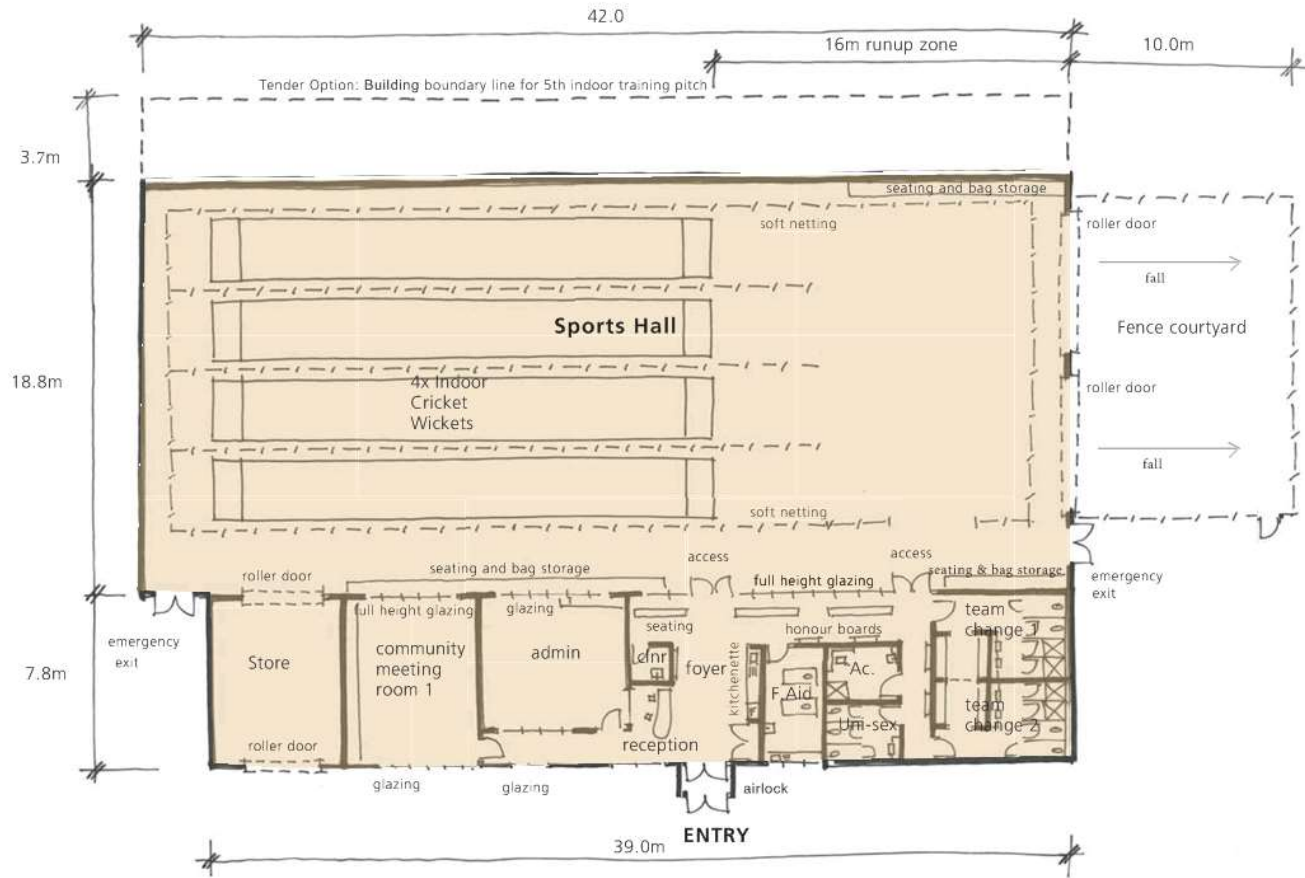 42.0
16m runup zone
10.0m
Tender Option: Building boundary line for 5th indoor training pitch
3.7m
seating and bag storage
soft netting
roller door
fall
Sports Hall
Fence courtyard
18.8m
4x Indoor
Cricket
Wickets
roller door
fall
soft netting
access
access
roller door
seating and bag storage
full height glazing
seating & bag storage
emergency
exit
full height glazing
glazing
seating
honour boards
team
change 1
emergency
exit
Store
community
meeting
room 1
admin
clnr
foyer
kitchenette
F.Aid
Ac.
7.8m
team
change 2
Uni-sex
roller door
reception
glazing
glazing
airlock
ENTRY
39.0m